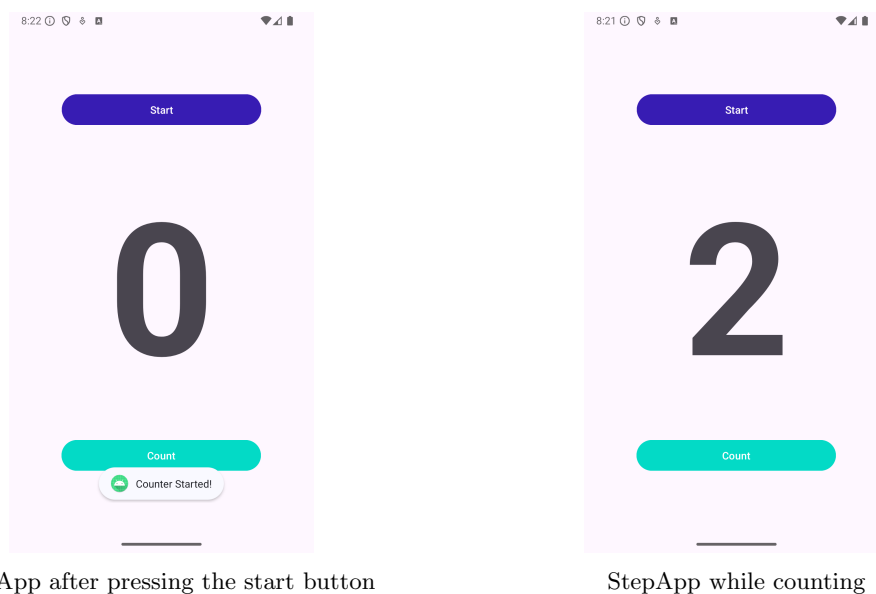 8:22
Start
0
Count
Counter Started!
App after pressing the start button
8:21
Start
2
Count
StepApp while counting